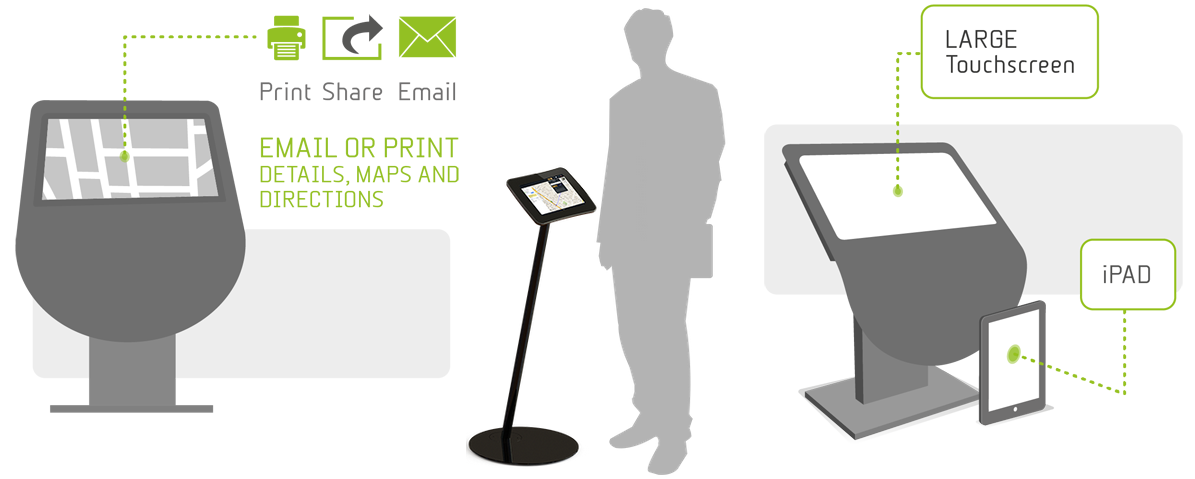 Print Share Email
EMAIL OR PRINT
DETAILS, MAPS AND
DIRECTIONS
LARGE
Touchscreen
iPAD